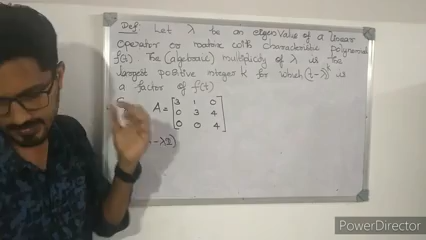 Def Let λ be an eigenvalue of a linear
operator or matrix with characteristic polynomial
f(t). The (algebraic) multiplicity of λ is the
largest positive integer k for which (t-λ)^k is
a factor of f(t)
A = [3 1 0
0 3 4
0 0 4]
-λI)
PowerDirector